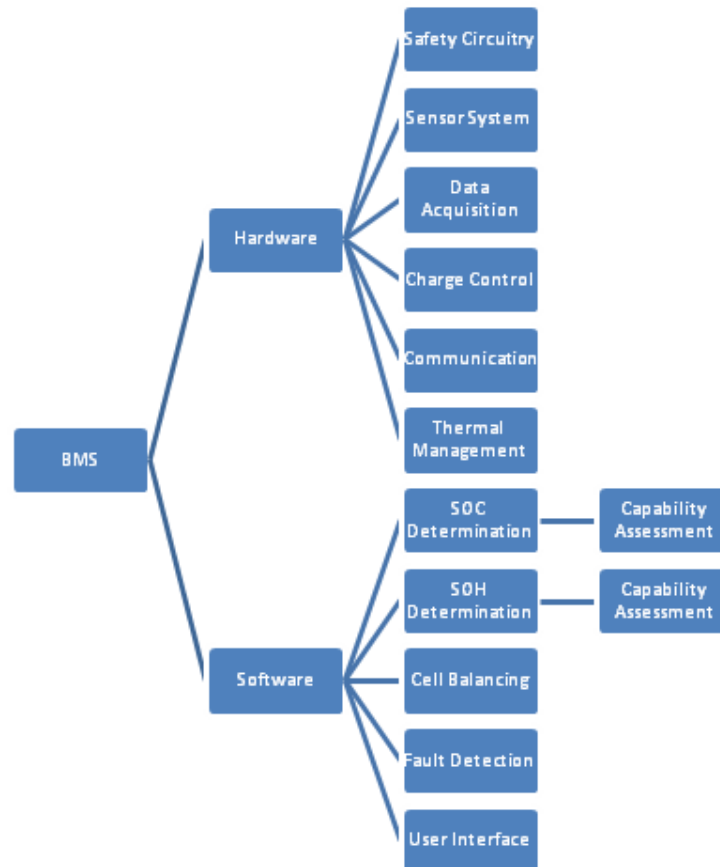 Safety Circuitry
Sensor System
Data
Acquisition
Hardware
Charge Control
Communication
Thermal
Management
BMS
SOC
Determination
Capability
Assessment
SOH
Determination
Capability
Assessment
Software
Cell Balancing
Fault Detection
User Interface